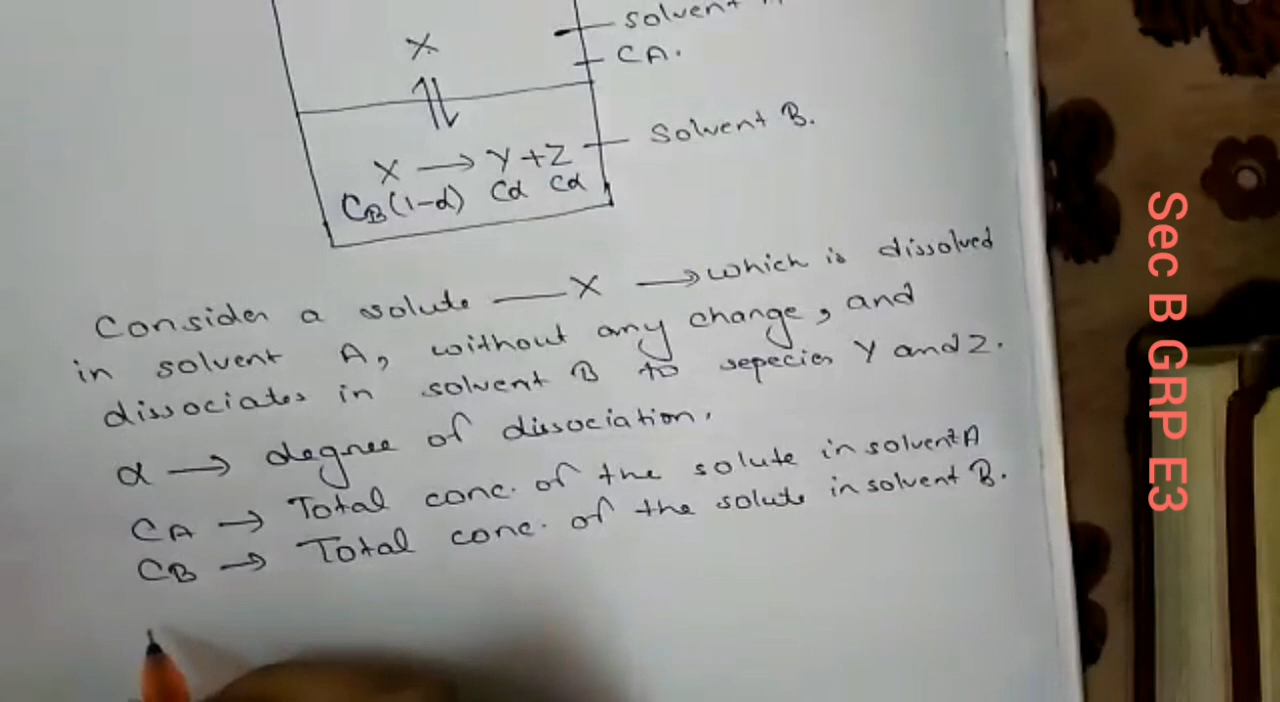 solvent
X
CA.
⇅
Solvent B.
X → Y + Z
CB(1-α) Cα Cα
Consider a solute — X → which is dissolved
in solvent A, without any change, and
dissociates in solvent B to sepecies Y and Z.
α → degree of dissociation.
CA → Total conc. of the solute in solvent A
CB → Total conc. of the solute in solvent B.
Sec B GRP E3